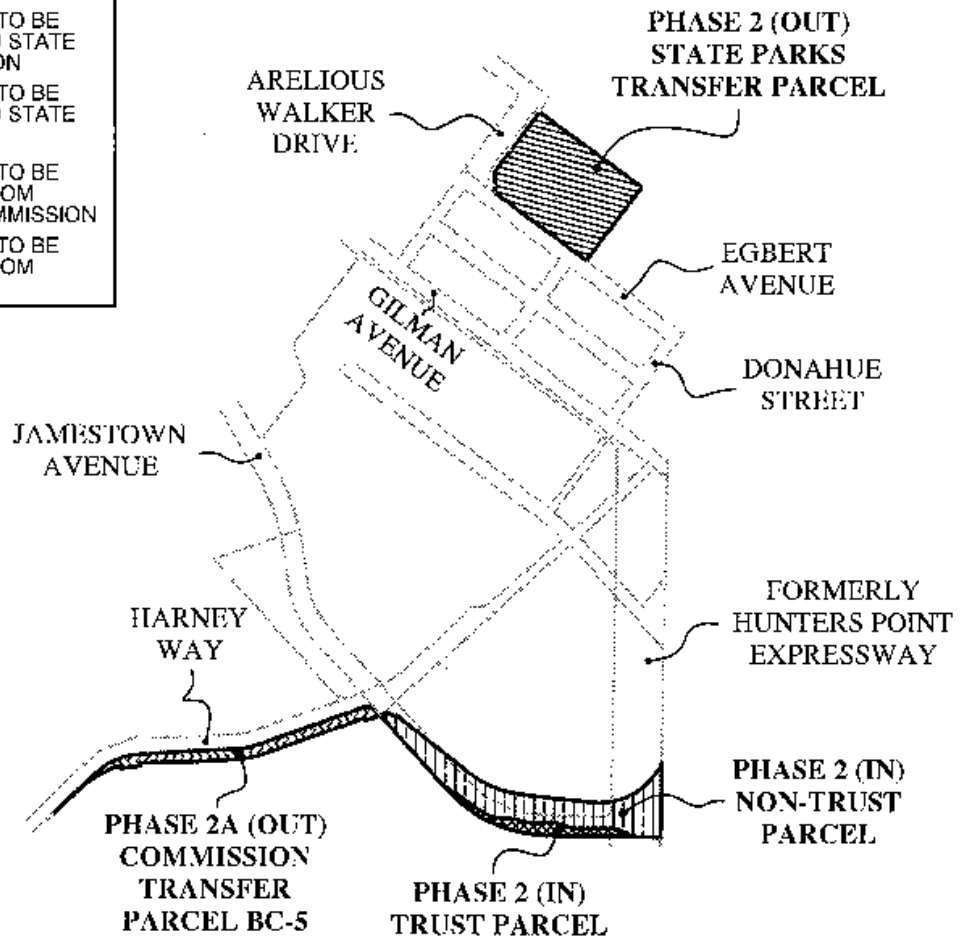 TO BE
STATE
ON
TO BE
STATE
TO BE
OM
MMISSION
TO BE
OM
PHASE 2 (OUT)
STATE PARKS
TRANSFER PARCEL
ARELIOUS
WALKER
DRIVE
EGBERT
AVENUE
GILMAN
AVENUE
DONAHUE
STREET
JAMESTOWN
AVENUE
FORMERLY
HUNTERS POINT
EXPRESSWAY
HARNEY
WAY
PHASE 2 (IN)
NON-TRUST
PARCEL
PHASE 2A (OUT)
COMMISSION
TRANSFER
PARCEL BC-5
PHASE 2 (IN)
TRUST PARCEL